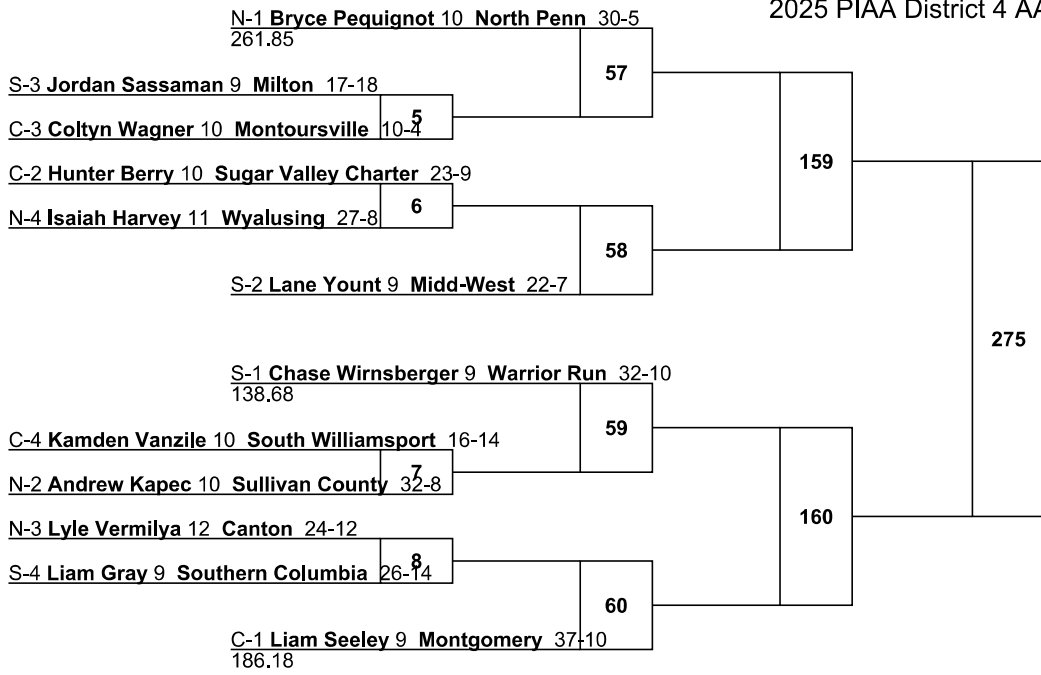 2025 PIAA District 4 AA
N-1 Bryce Pequignot 10 North Penn 30-5
261.85
57
S-3 Jordan Sassaman 9 Milton 17-18
5
C-3 Coltyn Wagner 10 Montoursville 10-4
159
C-2 Hunter Berry 10 Sugar Valley Charter 23-9
6
N-4 Isaiah Harvey 11 Wyalusing 27-8
58
S-2 Lane Yount 9 Midd-West 22-7
275
S-1 Chase Wirnsberger 9 Warrior Run 32-10
138.68
59
C-4 Kamden Vanzile 10 South Williamsport 16-14
7
N-2 Andrew Kapec 10 Sullivan County 32-8
160
N-3 Lyle Vermilya 12 Canton 24-12
8
S-4 Liam Gray 9 Southern Columbia 26-14
60
C-1 Liam Seeley 9 Montgomery 37-10
186.18